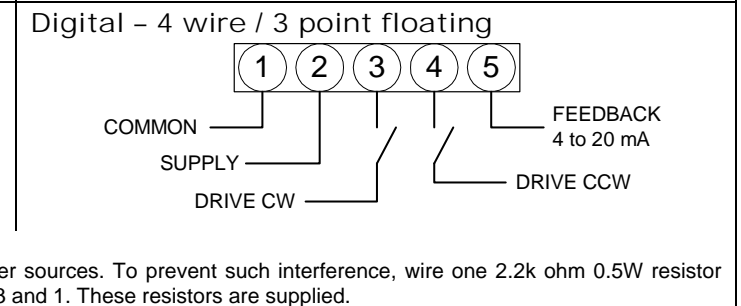 Digital – 4 wire / 3 point floating
1 2 3 4 5
COMMON
SUPPLY
DRIVE CW
FEEDBACK
4 to 20 mA
DRIVE CCW
er sources. To prevent such interference, wire one 2.2k ohm 0.5W resistor
3 and 1. These resistors are supplied.